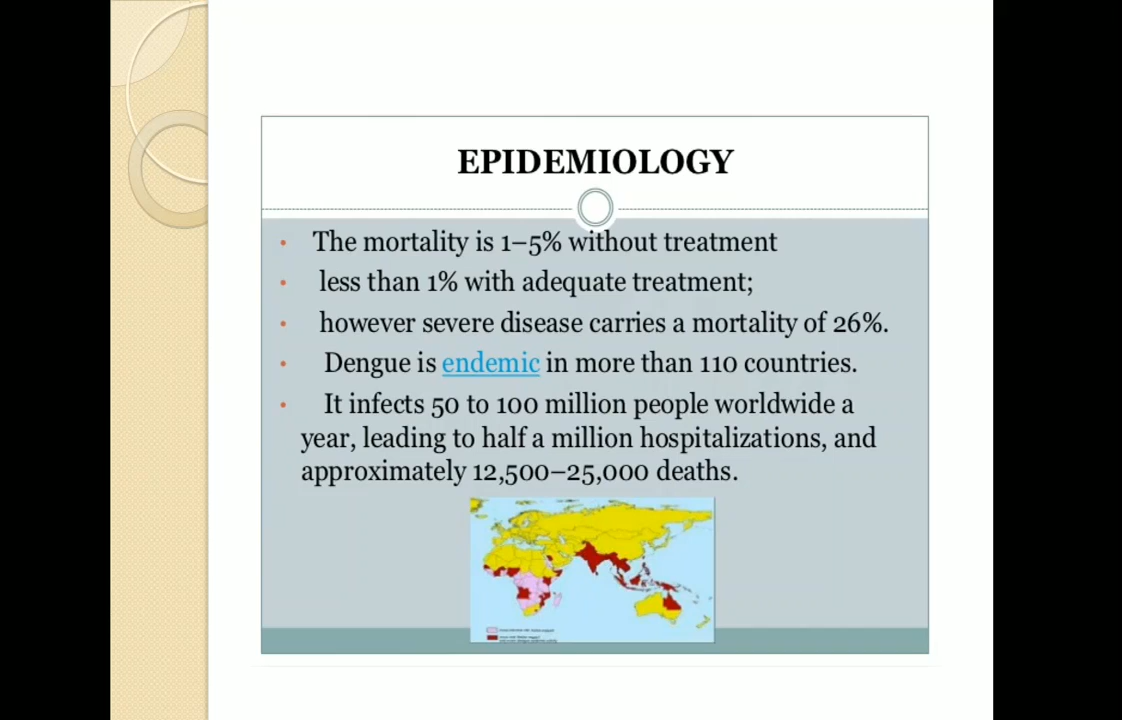 EPIDEMIOLOGY
• The mortality is 1–5% without treatment
• less than 1% with adequate treatment;
• however severe disease carries a mortality of 26%.
• Dengue is endemic in more than 110 countries.
• It infects 50 to 100 million people worldwide a
year, leading to half a million hospitalizations, and
approximately 12,500–25,000 deaths.